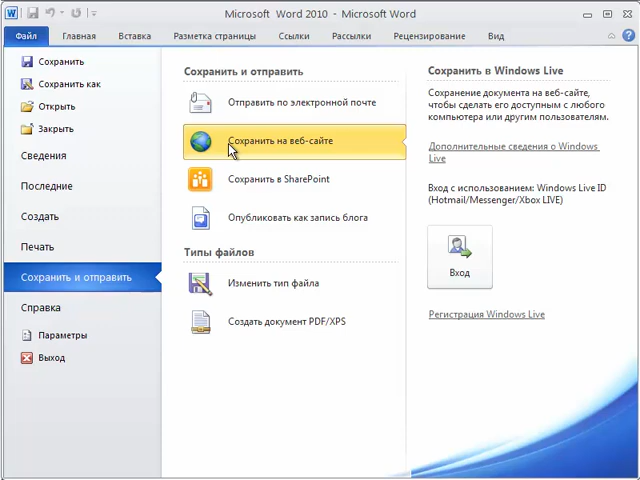 Microsoft Word 2010 - Microsoft Word
Файл Главная Вставка Разметка страницы Ссылки Рассылки Рецензирование Вид
Сохранить
Сохранить как
Открыть
Закрыть
Сведения
Последние
Создать
Печать
Сохранить и отправить
Справка
Параметры
Выход
Сохранить и отправить
Отправить по электронной почте
Сохранить на веб-сайте
Сохранить в SharePoint
Опубликовать как запись блога
Типы файлов
Изменить тип файла
Создать документ PDF/XPS
Сохранить в Windows Live
Сохранение документа на веб-сайте,
чтобы сделать его доступным с любого
компьютера или другим пользователям.
Дополнительные сведения о Windows
Live
Вход с использованием: Windows Live ID
(Hotmail/Messenger/Xbox LIVE)
Вход
Регистрация Windows Live